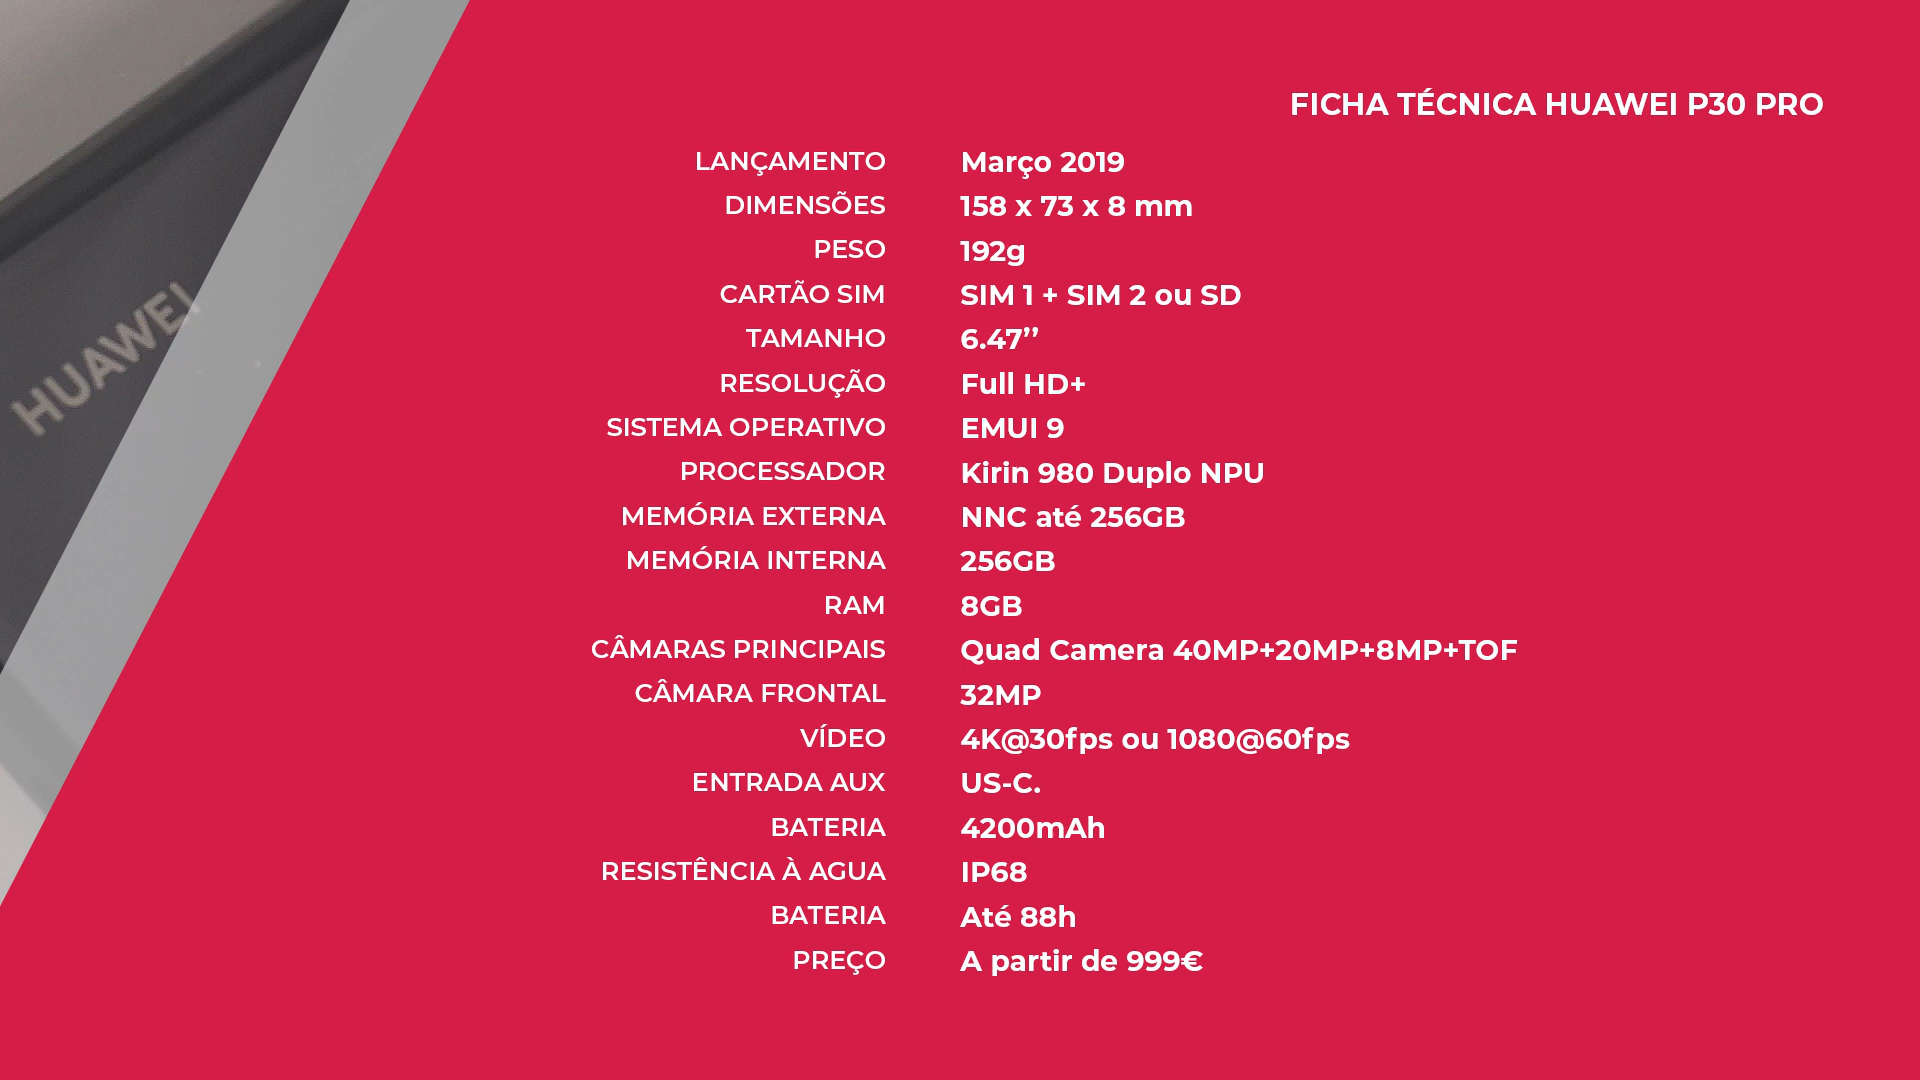 FICHA TÉCNICA HUAWEI P30 PRO
LANÇAMENTO Março 2019
DIMENSÕES 158 x 73 x 8 mm
PESO 192g
CARTÃO SIM SIM 1 + SIM 2 ou SD
TAMANHO 6.47’’
RESOLUÇÃO Full HD+
SISTEMA OPERATIVO EMUI 9
PROCESSADOR Kirin 980 Duplo NPU
MEMÓRIA EXTERNA NNC até 256GB
MEMÓRIA INTERNA 256GB
RAM 8GB
CÂMARAS PRINCIPAIS Quad Camera 40MP+20MP+8MP+TOF
CÂMARA FRONTAL 32MP
VÍDEO 4K@30fps ou 1080@60fps
ENTRADA AUX US-C.
BATERIA 4200mAh
RESISTÊNCIA À AGUA IP68
BATERIA Até 88h
PREÇO A partir de 999€
HUAWEI